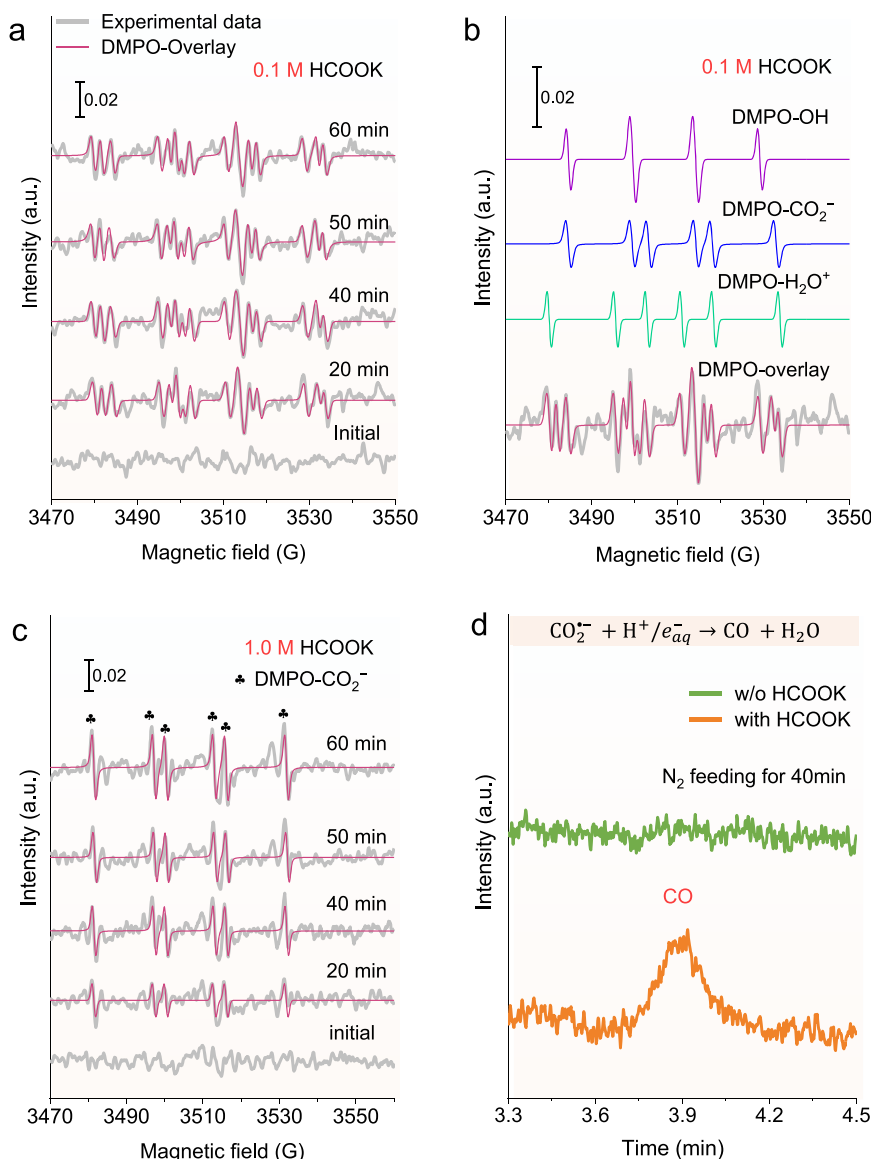 a
Experimental data
DMPO-Overlay
0.1 M HCOOK
0.02
60 min
50 min
40 min
20 min
Initial
Intensity (a.u.)
3470 3490 3510 3530 3550
Magnetic field (G)
b
0.1 M HCOOK
0.02
DMPO-OH
DMPO-CO₂⁻
DMPO-H₂O⁺
DMPO-overlay
Intensity (a.u.)
3470 3490 3510 3530 3550
Magnetic field (G)
c
1.0 M HCOOK
♣ DMPO-CO₂⁻
0.02
♣ ♣ ♣ ♣ ♣ ♣
60 min
50 min
40 min
20 min
initial
Intensity (a.u.)
3470 3490 3510 3530 3550
Magnetic field (G)
d
CO₂•⁻ + H⁺/e⁻aq → CO + H₂O
w/o HCOOK
with HCOOK
N₂ feeding for 40min
CO
Intensity (a.u.)
3.3 3.6 3.9 4.2 4.5
Time (min)